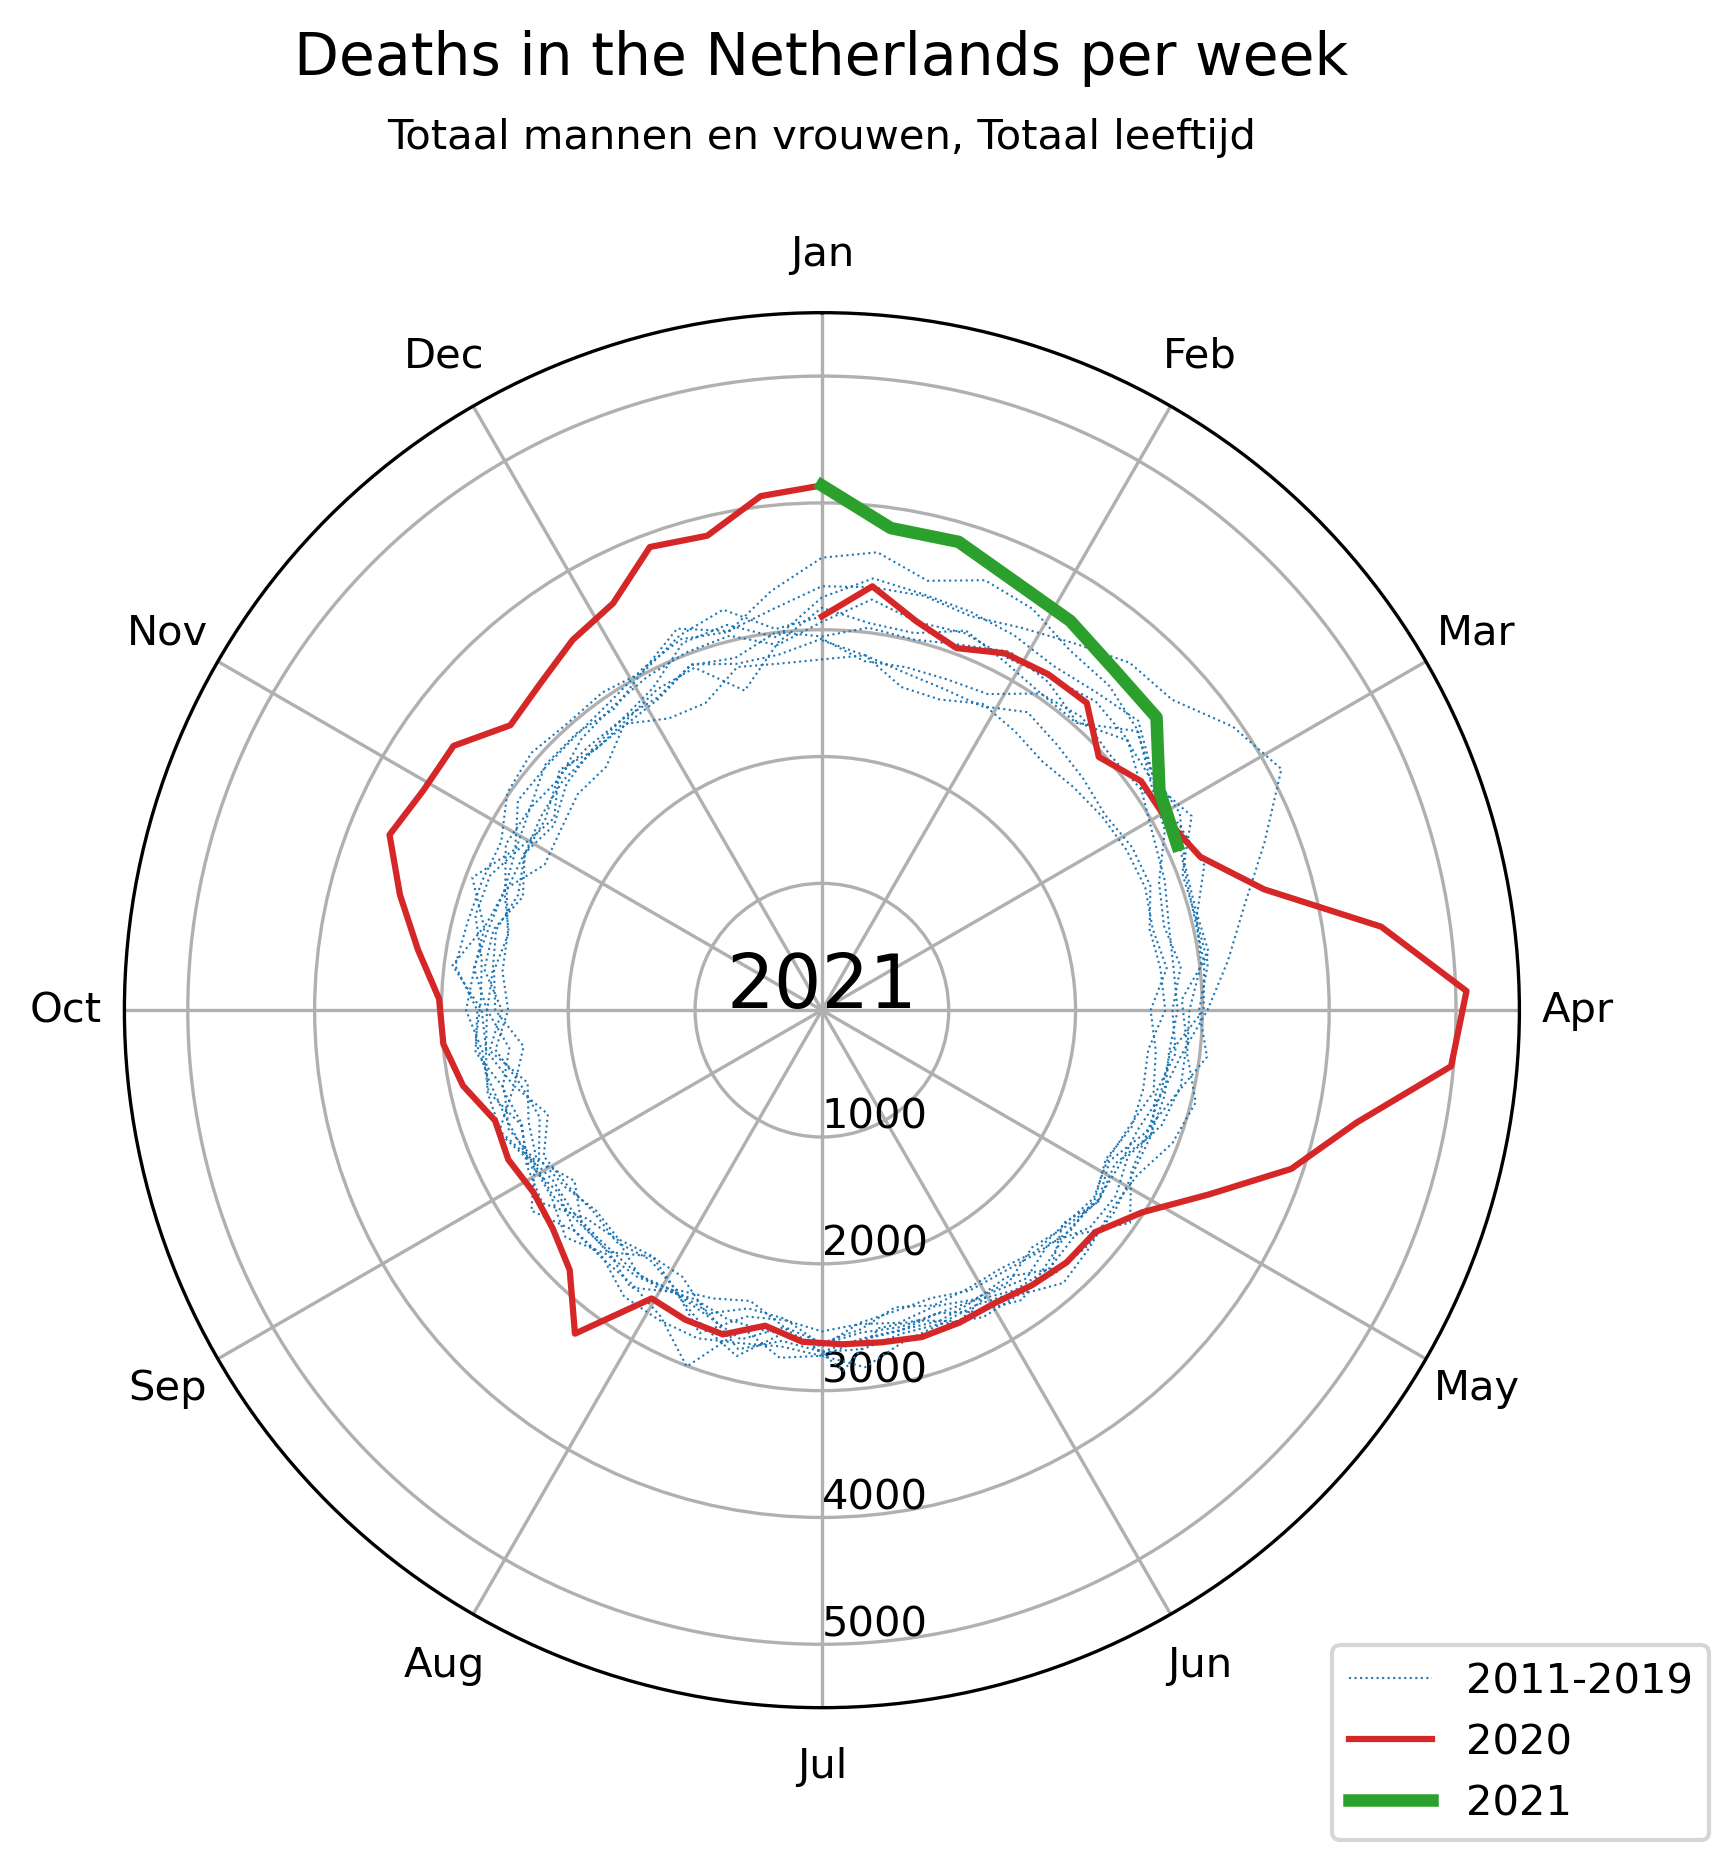 Deaths in the Netherlands per week
Totaal mannen en vrouwen, Totaal leeftijd
Jan
Dec
Feb
Nov
Mar
2021
Oct
Apr
1000
2000
3000
Sep
May
4000
5000
Aug
Jun
Jul
2011-2019
2020
2021